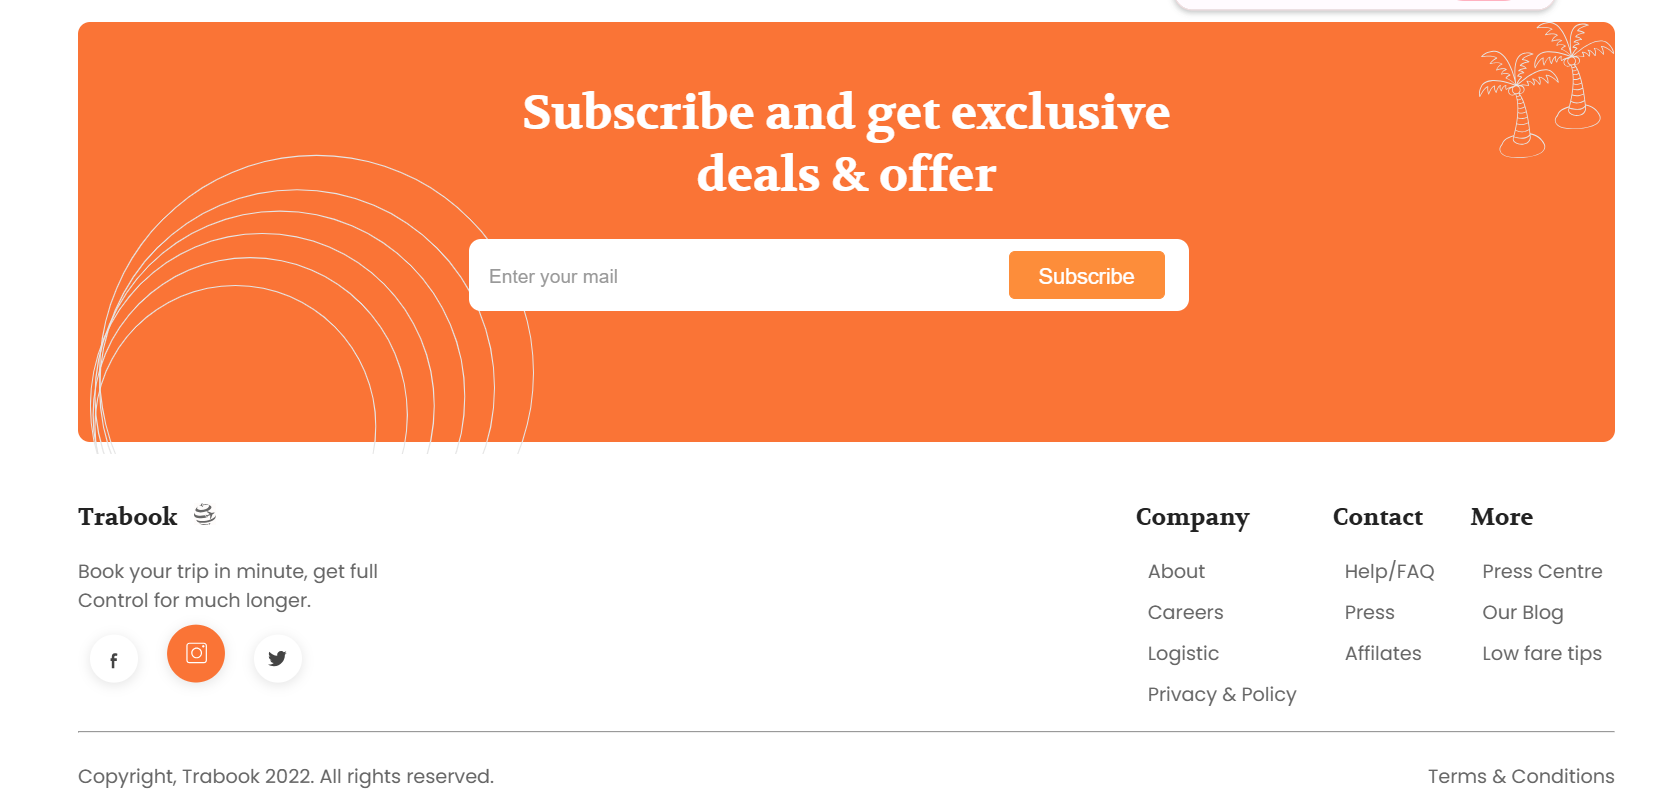 Subscribe and get exclusive
deals & offer
Enter your mail
Subscribe
Trabook
Book your trip in minute, get full
Control for much longer.
Company
About
Careers
Logistic
Privacy & Policy
Contact
Help/FAQ
Press
Affilates
More
Press Centre
Our Blog
Low fare tips
Copyright, Trabook 2022. All rights reserved.
Terms & Conditions